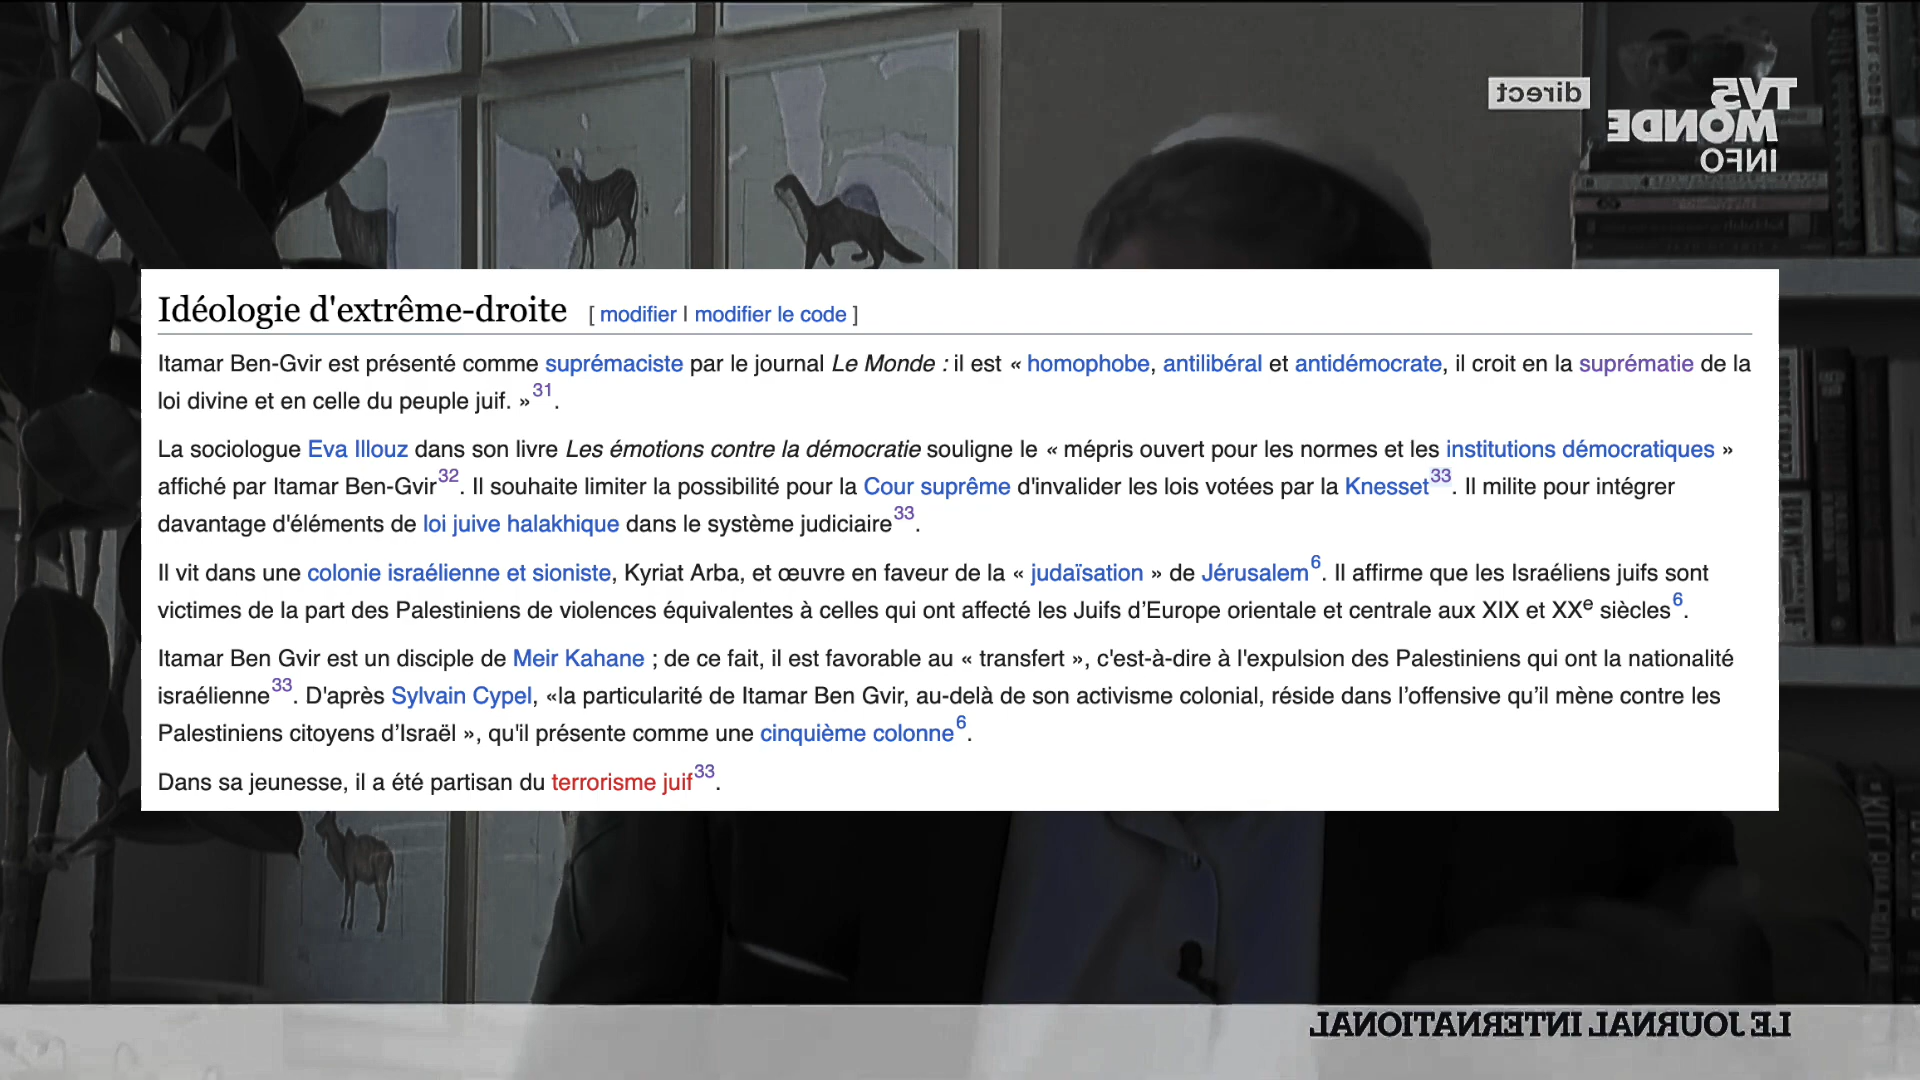 direct
TV5
MONDE
INFO
Idéologie d'extrême-droite [ modifier | modifier le code ]
Itamar Ben-Gvir est présenté comme suprémaciste par le journal Le Monde : il est « homophobe, antilibéral et antidémocrate, il croit en la suprématie de la
loi divine et en celle du peuple juif. »31.
La sociologue Eva Illouz dans son livre Les émotions contre la démocratie souligne le « mépris ouvert pour les normes et les institutions démocratiques »
affiché par Itamar Ben-Gvir32. Il souhaite limiter la possibilité pour la Cour suprême d'invalider les lois votées par la Knesset33. Il milite pour intégrer
davantage d'éléments de loi juive halakhique dans le système judiciaire33.
Il vit dans une colonie israélienne et sioniste, Kyriat Arba, et œuvre en faveur de la « judaïsation » de Jérusalem6. Il affirme que les Israéliens juifs sont
victimes de la part des Palestiniens de violences équivalentes à celles qui ont affecté les Juifs d’Europe orientale et centrale aux XIX et XXe siècles6.
Itamar Ben Gvir est un disciple de Meir Kahane ; de ce fait, il est favorable au « transfert », c'est-à-dire à l'expulsion des Palestiniens qui ont la nationalité
israélienne33. D'après Sylvain Cypel, «la particularité de Itamar Ben Gvir, au-delà de son activisme colonial, réside dans l’offensive qu’il mène contre les
Palestiniens citoyens d’Israël », qu'il présente comme une cinquième colonne6.
Dans sa jeunesse, il a été partisan du terrorisme juif33.
LE JOURNAL INTERNATIONAL